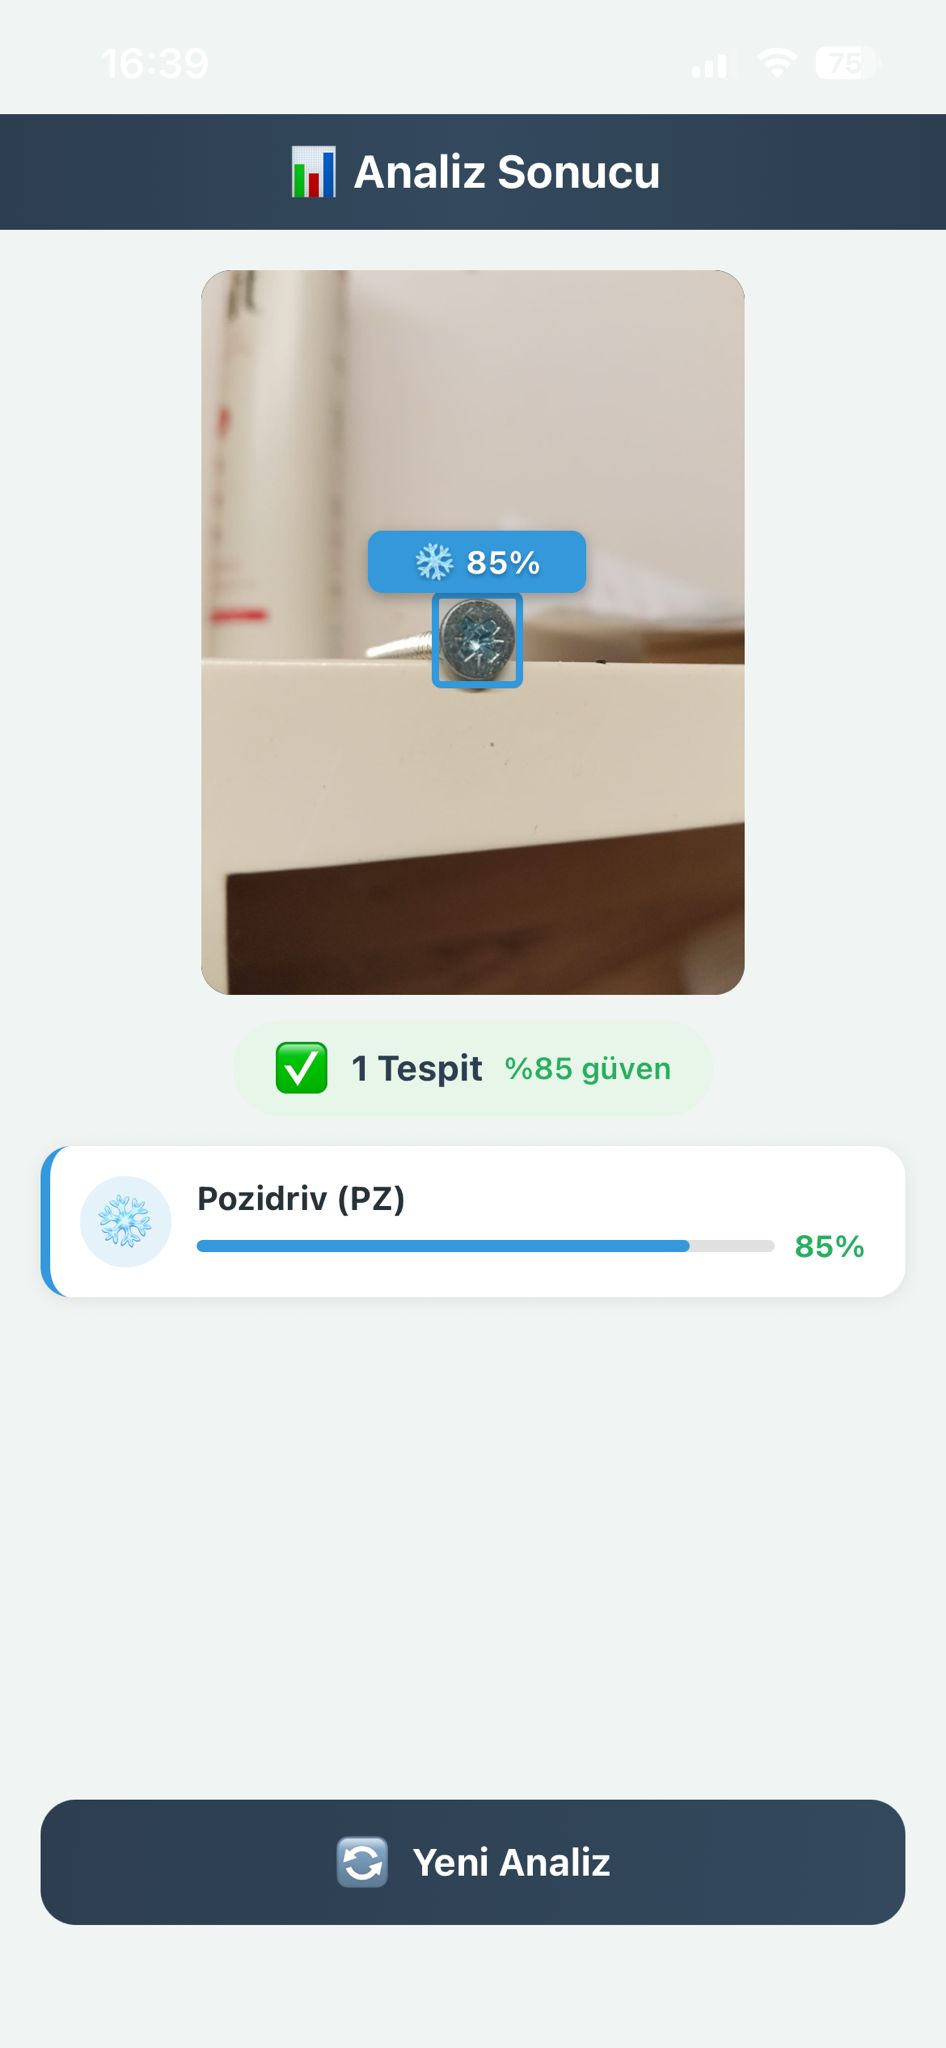 16:39
75
Analiz Sonucu
85%
1 Tespit %85 güven
Pozidriv (PZ)
85%
Yeni Analiz